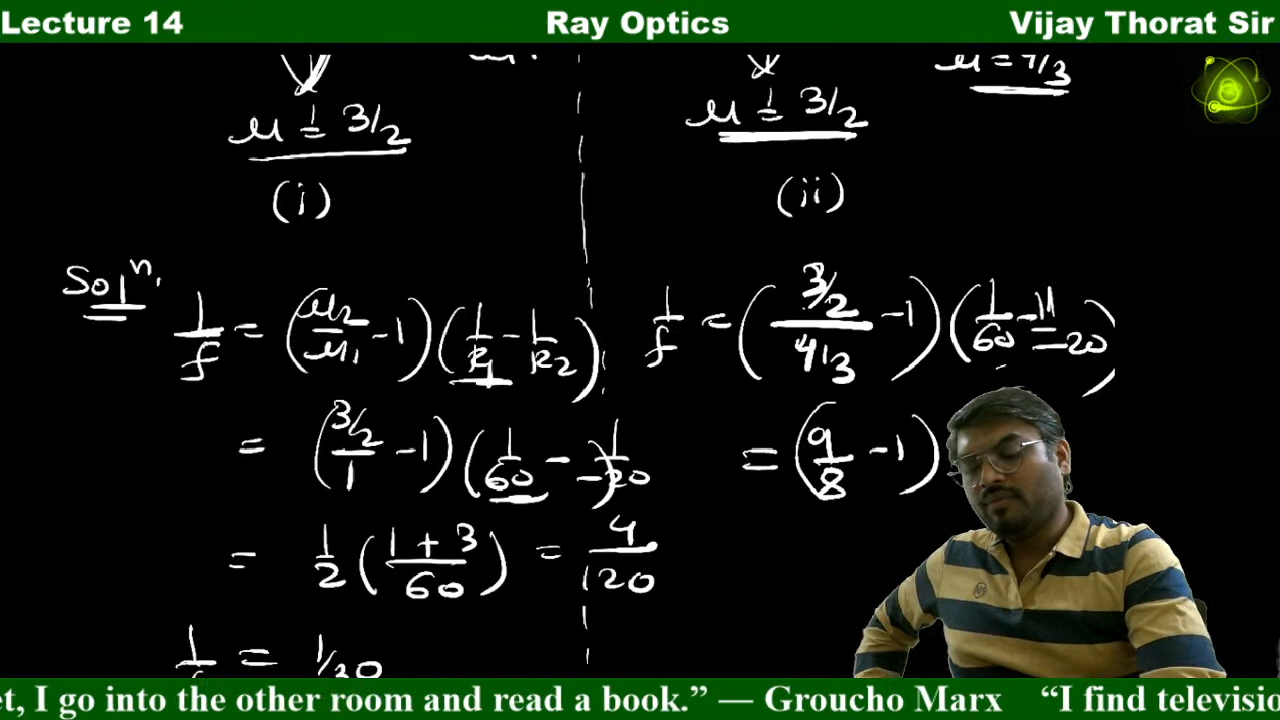 Lecture 14 Ray Optics Vijay Thorat Sir
μ = 4/3
μ = 3/2 μ = 3/2
(i) (ii)
Solⁿ.
1/f = (μ₂/μ₁ - 1)(1/R₁ - 1/R₂) 1/f = (3/2 / 4/3 - 1)(1/60 - 1/-20)
= (3/2 / 1 - 1)(1/60 - 1/-20) = (9/8 - 1)
= 1/2 (1 + 3 / 60) = 4/120
1/f = 1/30
et, I go into the other room and read a book.” — Groucho Marx “I find televisio